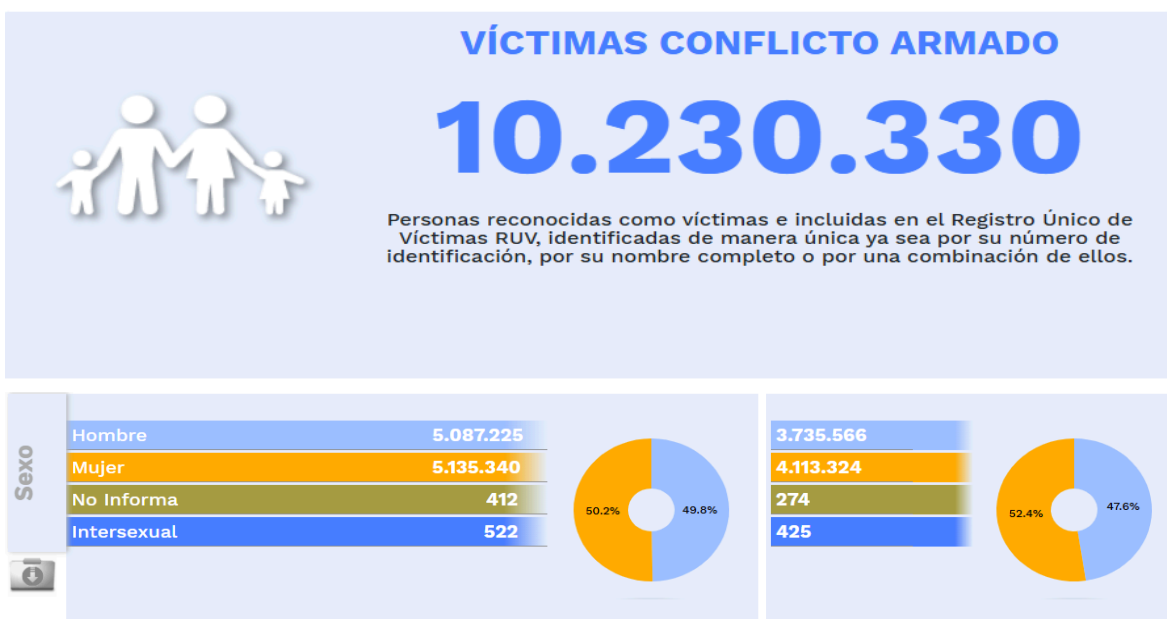 VÍCTIMAS CONFLICTO ARMADO
10.230.330
Personas reconocidas como víctimas e incluidas en el Registro Único de
Víctimas RUV, identificadas de manera única ya sea por su número de
identificación, por su nombre completo o por una combinación de ellos.
Sexo
Hombre 5.087.225
Mujer 5.135.340
No Informa 412
Intersexual 522
50.2% 49.8%
3.735.566
4.113.324
274
425
52.4% 47.6%